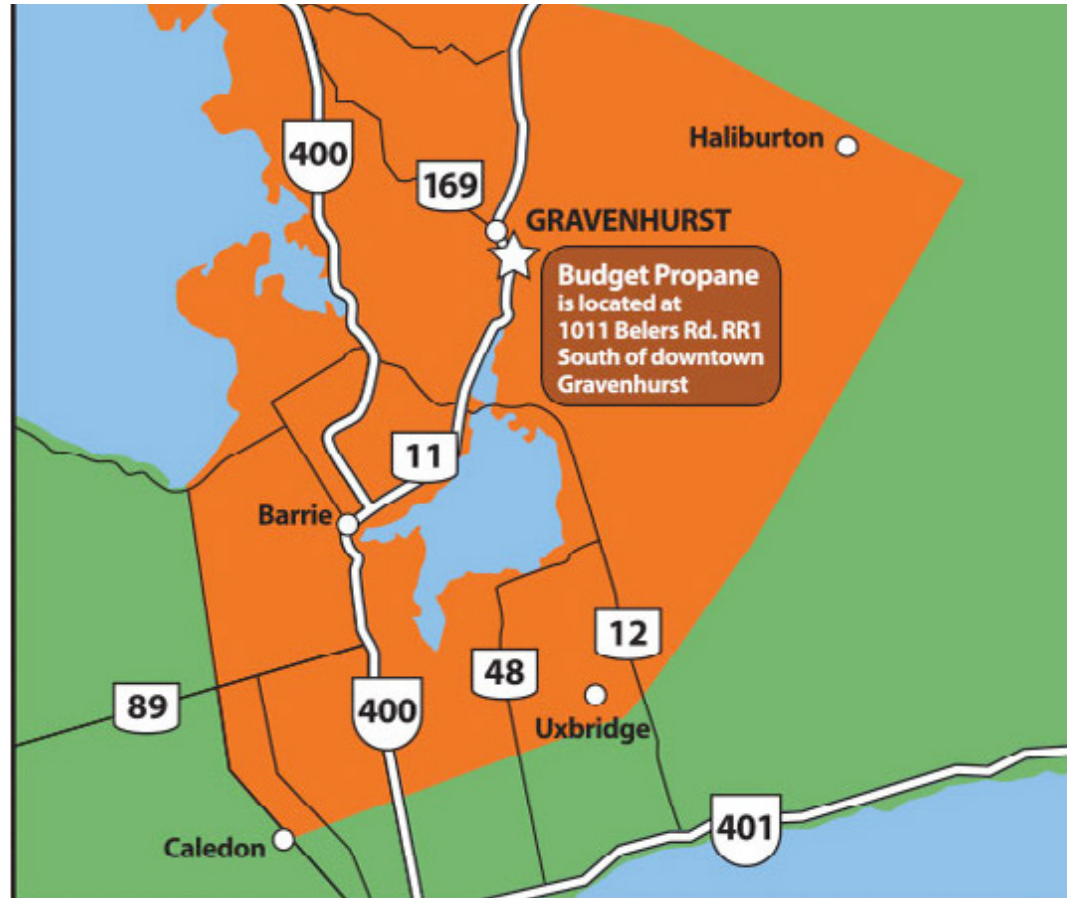 Haliburton
400
169
GRAVENHURST
Budget Propane
is located at
1011 Belers Rd. RR1
South of downtown
Gravenhurst
11
Barrie
12
48
89
400
Uxbridge
401
Caledon